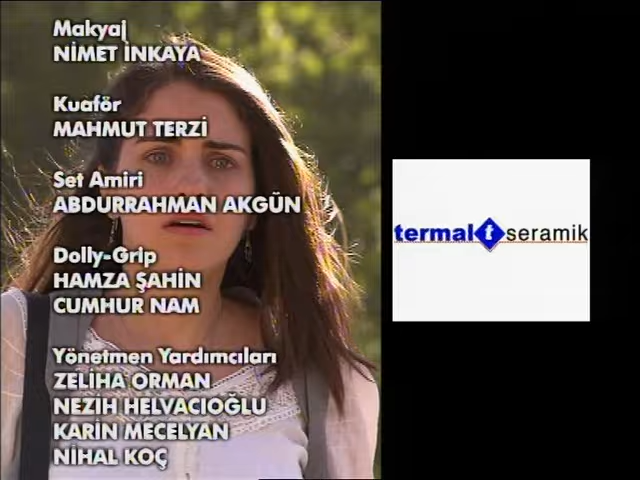 Makyaj
NİMET İNKAYA
Kuaför
MAHMUT TERZİ
Set Amiri
ABDURRAHMAN AKGÜN
Dolly-Grip
HAMZA ŞAHİN
CUMHUR NAM
Yönetmen Yardımcıları
ZELİHA ORMAN
NEZİH HELVACIOĞLU
KARİN MECELYAN
NİHAL KOÇ
termal t seramik